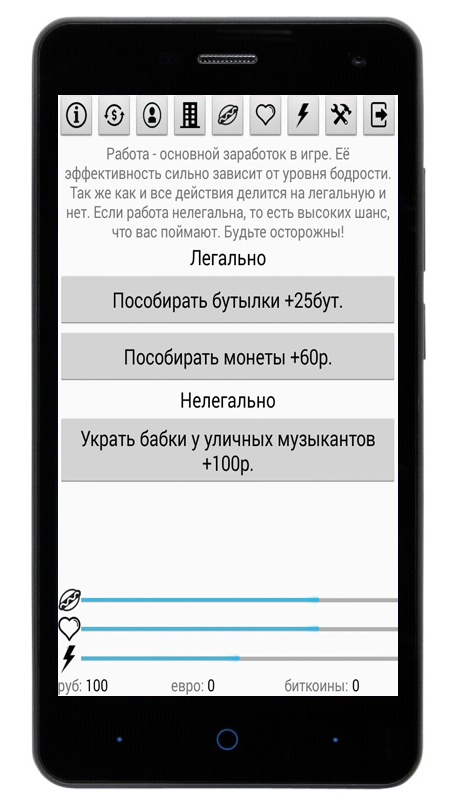 Работа - основной заработок в игре. Её
эффективность сильно зависит от уровня бодрости.
Так же как и все действия делится на легальную и
нет. Если работа нелегальна, то есть высоких шанс,
что вас поймают. Будьте осторожны!
Легально
Пособирать бутылки +25бут.
Пособирать монеты +60р.
Нелегально
Украть бабки у уличных музыкантов
+100р.
руб: 100 евро: 0 биткоины: 0